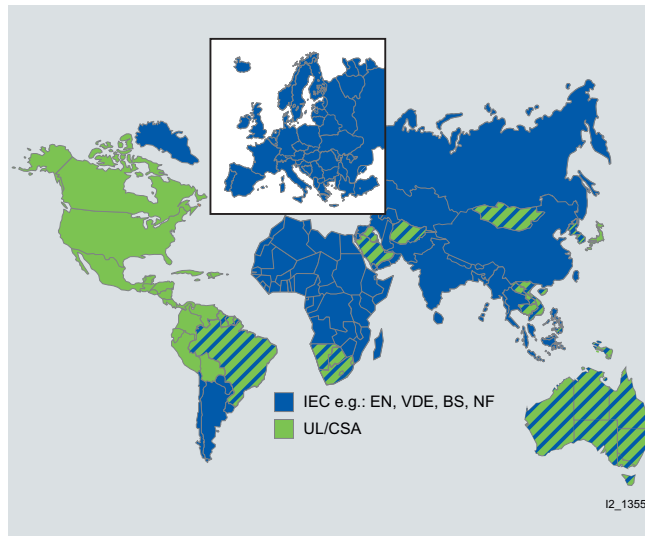 IEC e.g.: EN, VDE, BS, NF
UL/CSA
I2_1355